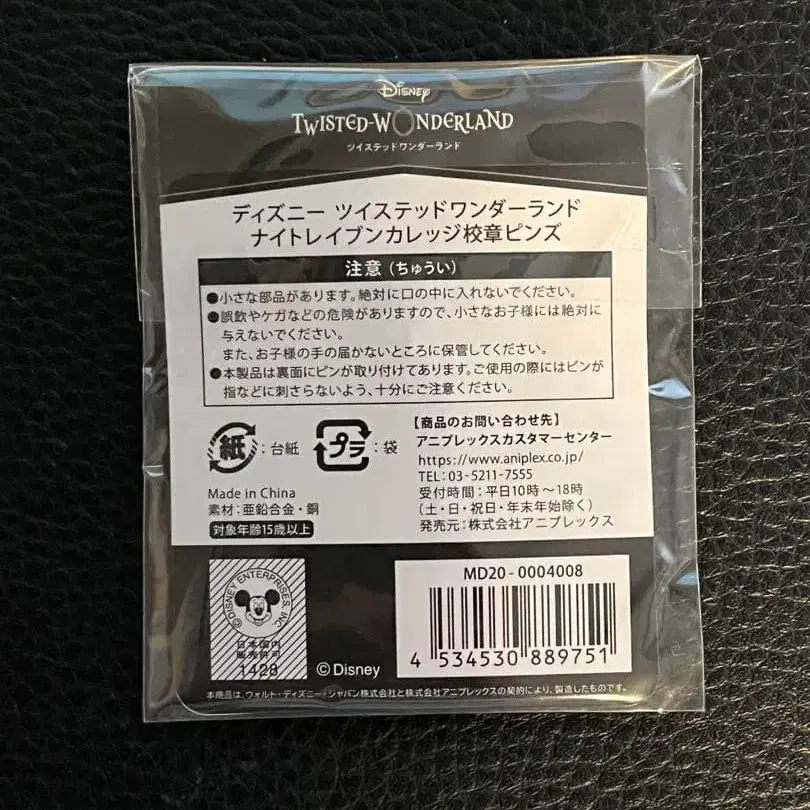 Disney
TWISTED-WONDERLAND
ツイステッドワンダーランド
ディズニー ツイステッドワンダーランド
ナイトレイブンカレッジ校章ピンズ
注意（ちゅうい）
●小さな部品があります。絶対に口の中に入れないでください。
●誤飲やケガなどの危険がありますので、小さなお子様には絶対に
与えないでください。
また、お子様の手の届かないところに保管してください。
●本製品は裏面にピンが取り付けてあります。ご使用の際にはピンが
指などに刺さらないよう、十分にご注意ください。
紙：台紙
プラ：袋
Made in China
素材：亜鉛合金・銅
対象年齢15歳以上
【商品のお問い合わせ先】
アニプレックスカスタマーセンター
https://www.aniplex.co.jp/
TEL：03-5211-7555
受付時間：平日10時～18時
（土・日・祝日・年末年始除く）
発売元：株式会社アニプレックス
©DISNEY ENTERPRISES, INC.
日本国内
販売許可
1428
©Disney
MD20-0004008
4 534530 889751
本商品は、ウォルト・ディズニー・ジャパン株式会社と株式会社アニプレックスの契約により、製造したものです。